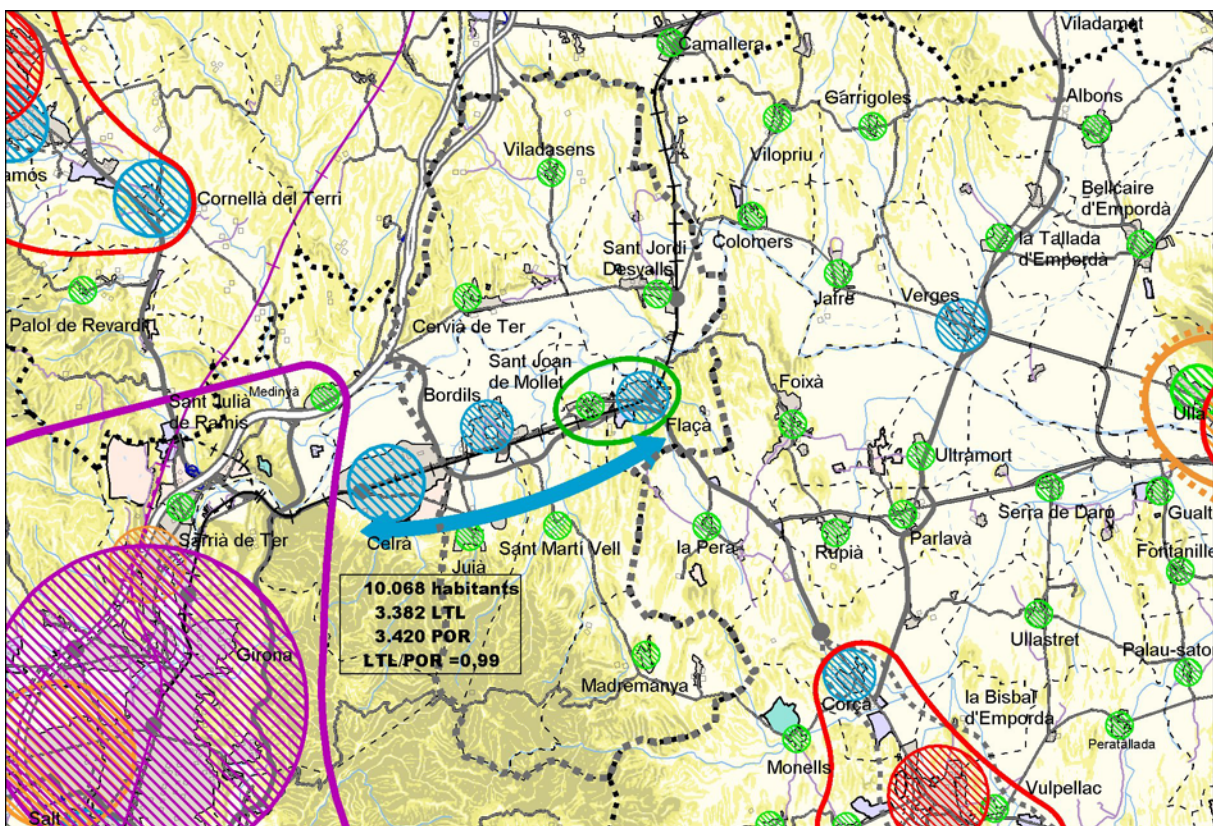 Viladamat
Camallera
Garrigoles
Albons
Viladasens
Vilopriu
amós
Cornellà del Terri
Bellcaire
d'Empordà
Colomers
la Tallada
d'Empordà
Sant Jordi
Desvalls
Jafre
Verges
Palol de Revardit
Cervià de Ter
Sant Joan
de Mollet
Medinyà
Bordils
Foixà
Sant Julià
de Ramis
Flaçà
Ulla
Ultramort
Serra de Daró
Gualt
Sarrià de Ter
Celrà
Sant Martí Vell
la Pera
Rupià
Parlavà
Fontanille
Juià
10.068 habitants
3.382 LTL
3.420 POR
LTL/POR =0,99
Ullastret
Girona
Palau-sator
Madremanya
Corçà
la Bisbal
d'Empordà
Peratallada
Monells
Vulpellac
Salt